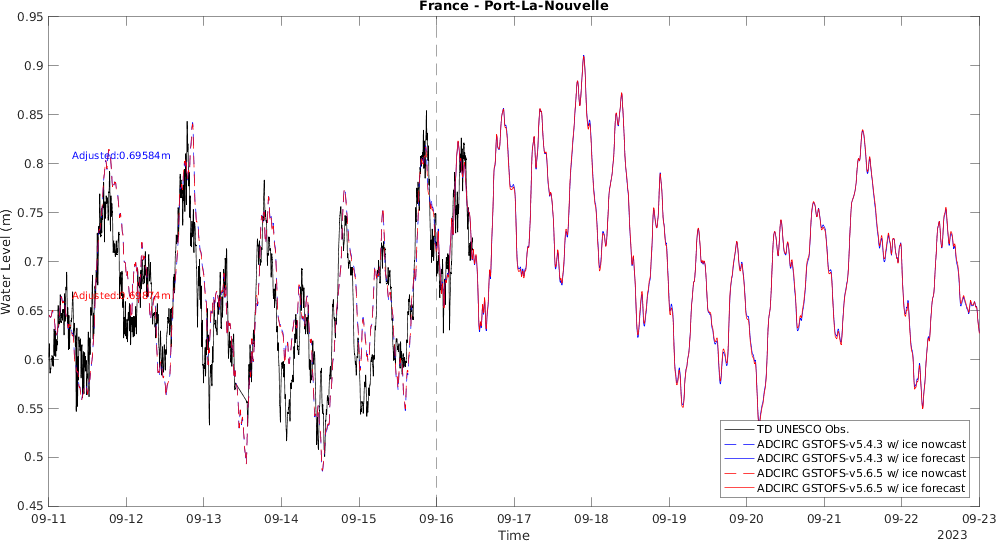 France - Port-La-Nouvelle
0.95
0.9
0.85
0.8
0.75
0.7
0.65
0.6
0.55
0.5
0.45
Water Level (m)
Adjusted:0.69584m
Adjusted:0.69874m
TD UNESCO Obs.
ADCIRC GSTOFS-v5.4.3 w/ ice nowcast
ADCIRC GSTOFS-v5.4.3 w/ ice forecast
ADCIRC GSTOFS-v5.6.5 w/ ice nowcast
ADCIRC GSTOFS-v5.6.5 w/ ice forecast
09-11 09-12 09-13 09-14 09-15 09-16 09-17 09-18 09-19 09-20 09-21 09-22 09-23
Time
2023